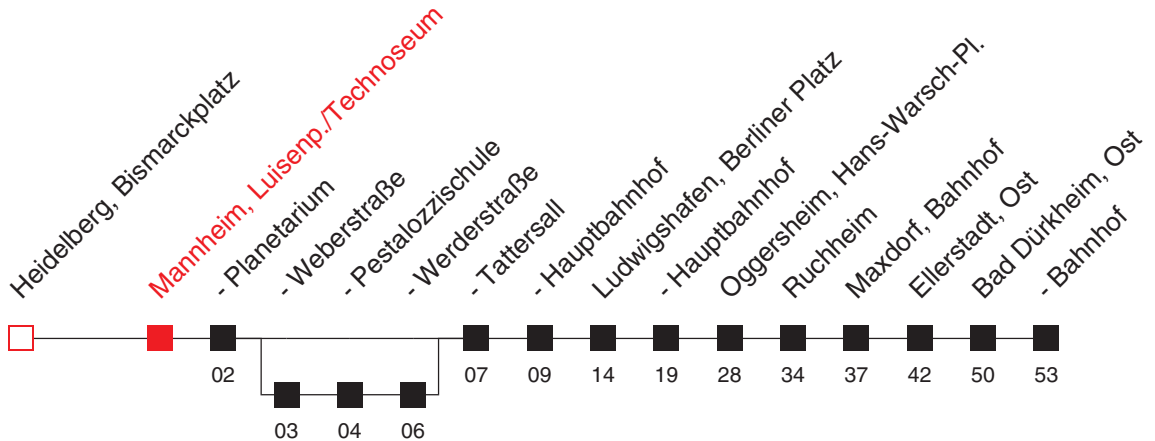 Heidelberg, Bismarckplatz
Mannheim, Luisenp./Technoseum
- Planetarium
- Weberstraße
- Pestalozzischule
- Werderstraße
- Tattersall
- Hauptbahnhof
Ludwigshafen, Berliner Platz
- Hauptbahnhof
Oggersheim, Hans-Warsch-Pl.
Ruchheim
Maxdorf, Bahnhof
Ellerstadt, Ost
Bad Dürkheim, Ost
- Bahnhof
02
07
09
14
19
28
34
37
42
50
53
03
04
06